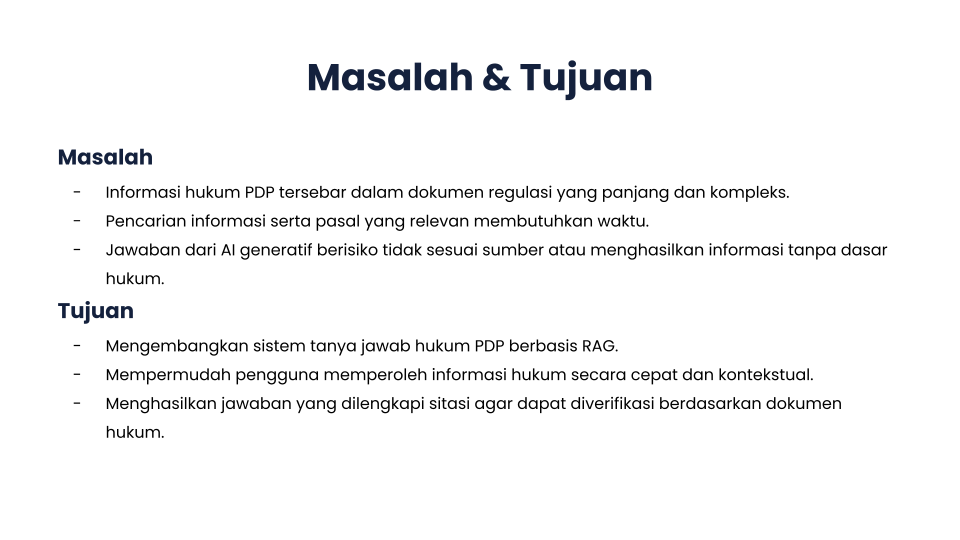 Masalah & Tujuan
Masalah
- Informasi hukum PDP tersebar dalam dokumen regulasi yang panjang dan kompleks.
- Pencarian informasi serta pasal yang relevan membutuhkan waktu.
- Jawaban dari AI generatif berisiko tidak sesuai sumber atau menghasilkan informasi tanpa dasar
hukum.
Tujuan
- Mengembangkan sistem tanya jawab hukum PDP berbasis RAG.
- Mempermudah pengguna memperoleh informasi hukum secara cepat dan kontekstual.
- Menghasilkan jawaban yang dilengkapi sitasi agar dapat diverifikasi berdasarkan dokumen
hukum.